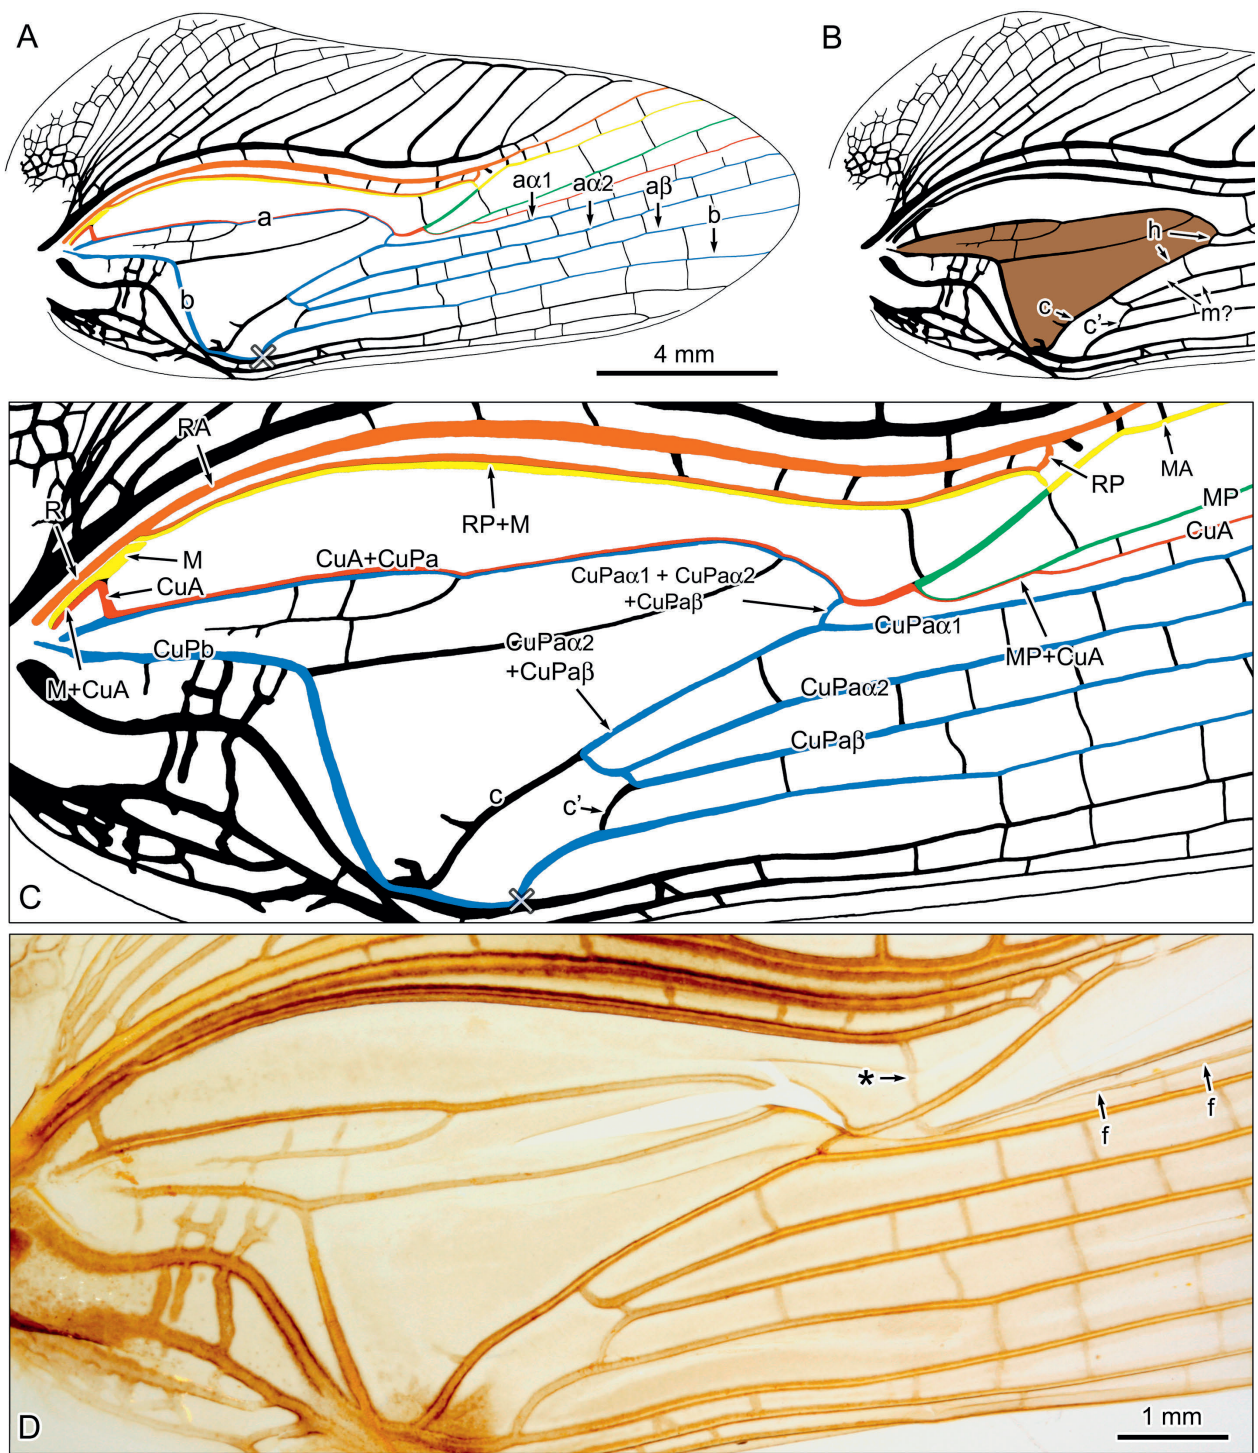 A
a
b
aα1
aα2
aβ
b
4 mm
B
h
c
c'
m?
RA
R
M
CuA
M+CuA
CuPb
CuA+CuPa
RP+M
CuPaα1 + CuPaα2
+CuPaβ
CuPaα2
+CuPaβ
RP
MA
MP
CuA
CuPaα1
MP+CuA
CuPaα2
CuPaβ
c
c'
C
*
f
f
D
1 mm